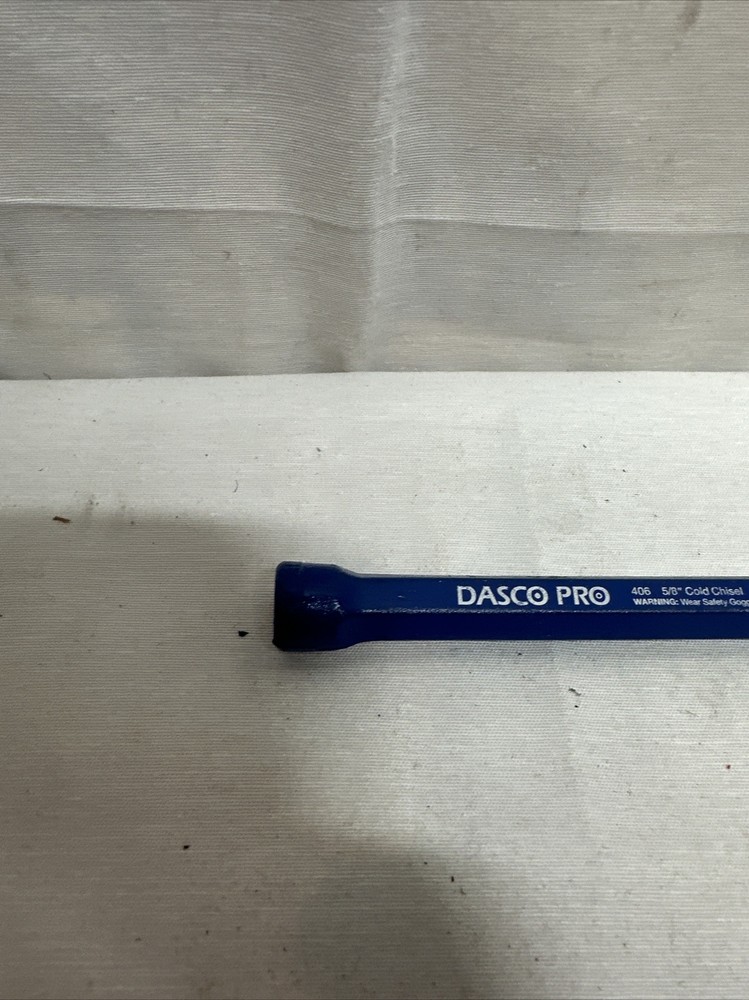 DASCO PRO 406 5/8" Cold Chisel
WARNING: Wear Safety